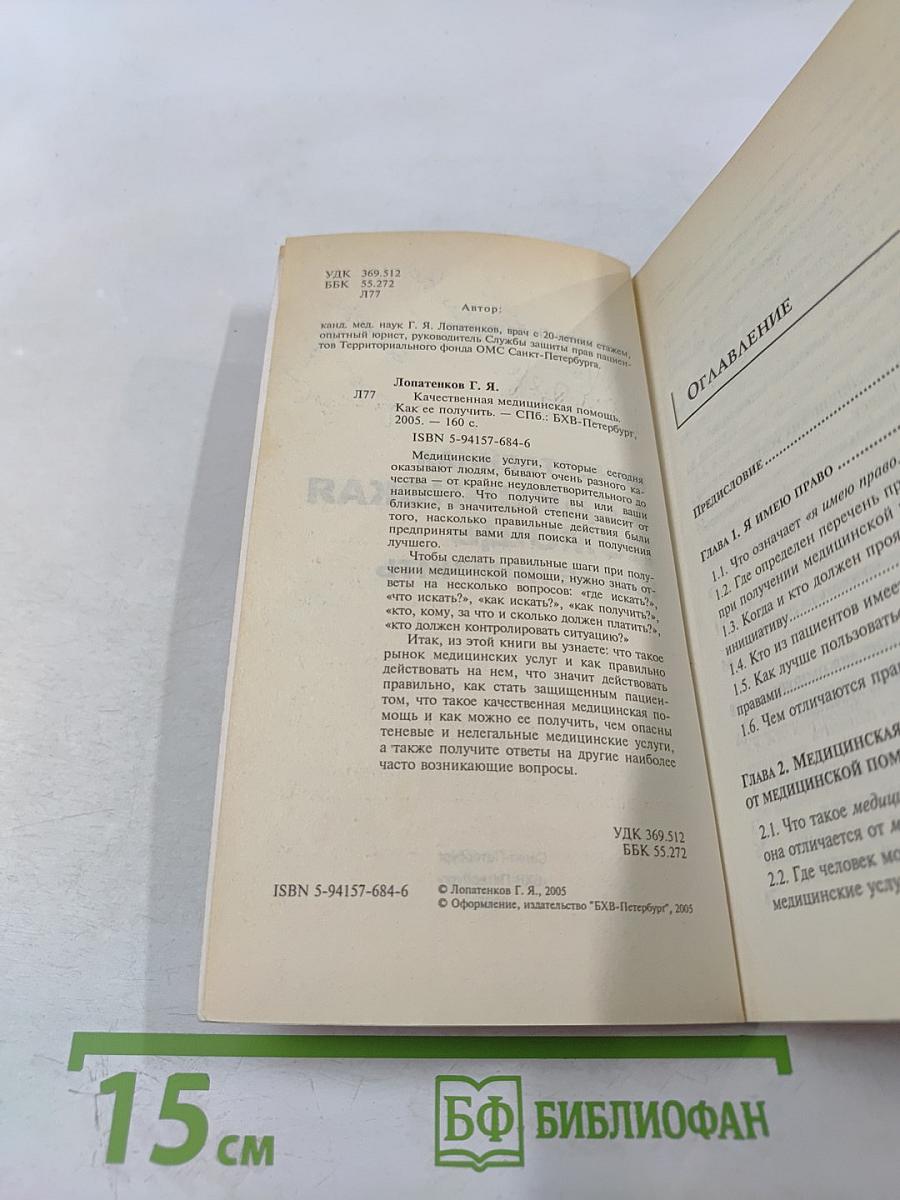 УДК 369.512
ББК 55.272
Л77
Автор:
канд. мед. наук Г. Я. Лопатенков, врач с 20-летним стажем,
опытный юрист, руководитель Службы защиты прав пациен-
тов Территориального фонда ОМС Санкт-Петербурга.
Лопатенков Г. Я.
Л77 Качественная медицинская помощь.
Как ее получить. — СПб.: БХВ-Петербург,
2005. — 160 с.
ISBN 5-94157-684-6
Медицинские услуги, которые сегодня
оказывают людям, бывают очень разного ка-
чества — от крайне неудовлетворительного до
наивысшего. Что получите вы или ваши
близкие, в значительной степени зависит от
того, насколько правильные действия были
предприняты вами для поиска и получения
лучшего.
Чтобы сделать правильные шаги при полу-
чении медицинской помощи, нужно знать от-
веты на несколько вопросов: «где искать?»,
«что искать?», «как искать?», «как получить?»,
«кто, кому, за что и сколько должен платить?»,
«кто должен контролировать ситуацию?»
Итак, из этой книги вы узнаете: что такое
рынок медицинских услуг и как правильно
действовать на нем, что значит действовать
правильно, как стать защищенным пациен-
том, что такое качественная медицинская по-
мощь и как можно ее получить, чем опасны
теневые и нелегальные медицинские услуги,
а также получите ответы на другие наиболее
часто возникающие вопросы.
УДК 369.512
ББК 55.272
ISBN 5-94157-684-6
© Лопатенков Г. Я., 2005
© Оформление, издательство "БХВ-Петербург", 2005
ОГЛАВЛЕНИЕ
ПРЕДИСЛОВИЕ
ГЛАВА 1. Я ИМЕЮ ПРАВО
1.1. Что означает «я имею право
1.2. Где определен перечень пр
при получении медицинской
1.3. Когда и кто должен проя
инициативу
1.4. Кто из пациентов имее
1.5. Как лучше пользовать
правами
1.6. Чем отличаются пра
ГЛАВА 2. МЕДИЦИНСКАЯ
ОТ МЕДИЦИНСКОЙ ПОМ
2.1. Что такое медици
она отличается от м
2.2. Где человек мо
медицинские услу
15 см
БФ БИБЛИОФАН